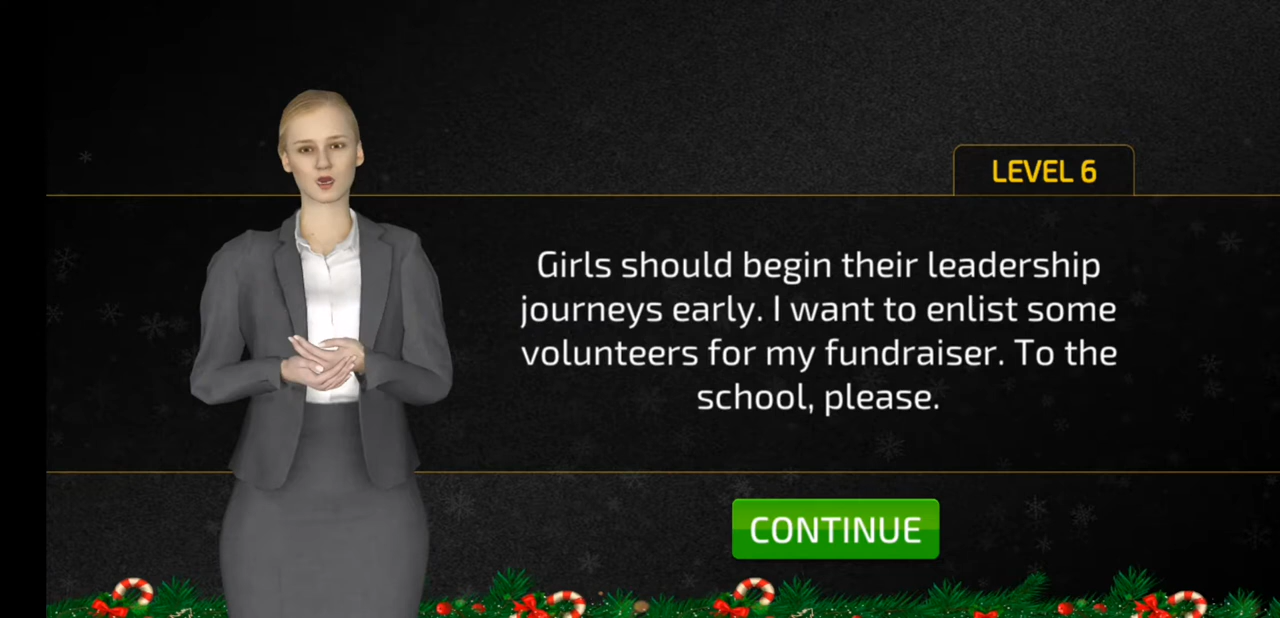 LEVEL 6
Girls should begin their leadership
journeys early. I want to enlist some
volunteers for my fundraiser. To the
school, please.
CONTINUE